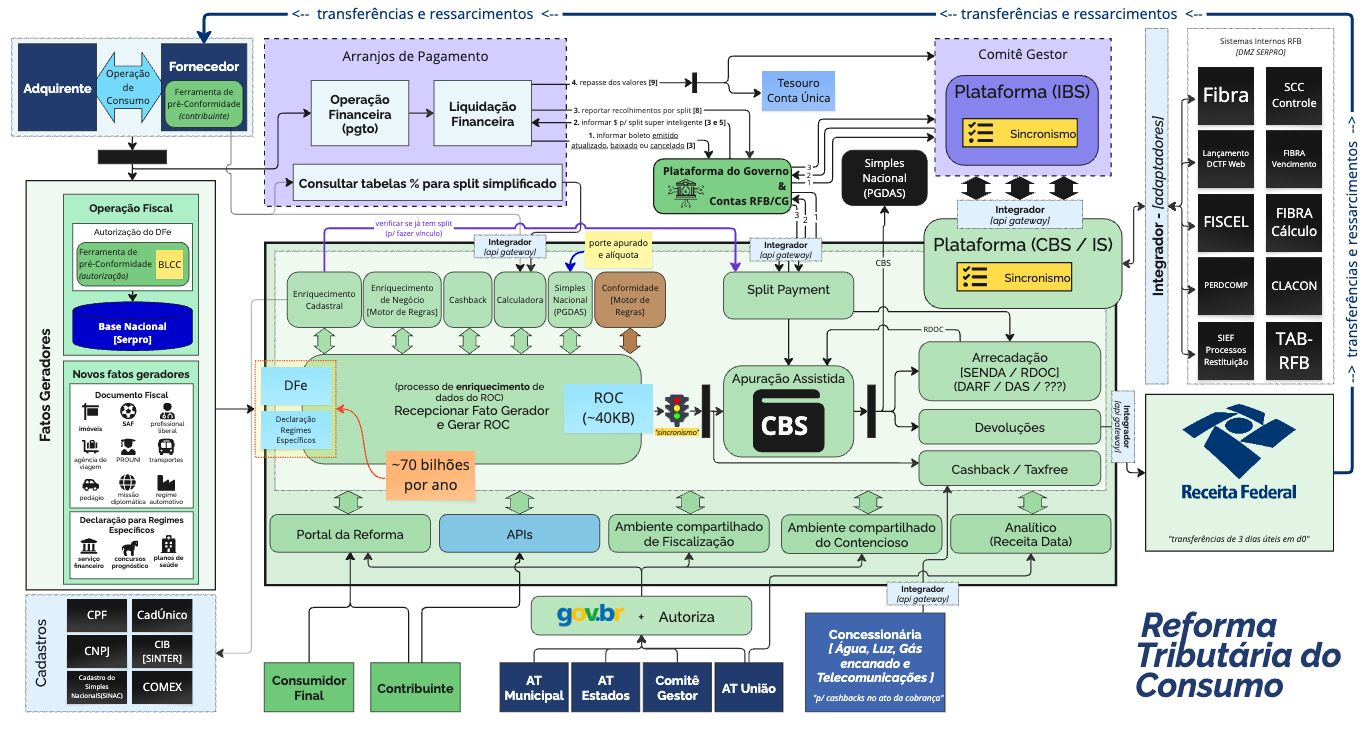 <-- transferências e ressarcimentos <--
<-- transferências e ressarcimentos <--
Adquirente
Operação
de
Consumo
Fornecedor
Ferramenta de
pré-Conformidade
(contribuinte)
Arranjos de Pagamento
Operação
Financeira
(pgto)
Liquidação
Financeira
4. repasse dos valores [9]
3. reportar recolhimentos por split [8]
2. informar $ p/ split super inteligente [3 e 5]
1. informar boleto emitido
atualizado, baixado ou cancelado [3]
Consultar tabelas % para split simplificado
Tesouro
Conta Única
Plataforma do Governo
&
Contas RFB/CG
3
2
1
3
2
1
Simples
Nacional
(PGDAS)
CBS
Comitê Gestor
Plataforma (IBS)
Sincronismo
Integrador
[api gateway]
Plataforma (CBS / IS)
Sincronismo
Integrador - [adaptadores]
Sistemas Internos RFB
[DMZ SERPRO]
Fibra
SCC
Controle
Lançamento
DCTF Web
FIBRA
Vencimento
FISCEL
FIBRA
Cálculo
PERDCOMP
CLACON
SIEF
Processos
Restituição
TAB-
RFB
--> transferências e ressarcimentos -->
Fatos Geradores
Operação Fiscal
Autorização do DFe
Ferramenta de
pré-Conformidade
(autorização)
BLCC
Base Nacional
[Serpro]
Novos fatos geradores
Documento Fiscal
imóveis
SAF
profissional
liberal
agência de
viagem
PROUNI
transportes
pedágio
missão
diplomática
regime
automotivo
Declaração para Regimes
Específicos
serviço
financeiro
concursos
prognóstico
planos de
saúde
verificar se já tem split
(p/ fazer vínculo)
Integrador
[api gateway]
porte apurado
e alíquota
Integrador
[api gateway]
Enriquecimento
Cadastral
Enriquecimento
de Negócio
[Motor de Regras]
Cashback
Calculadora
Simples
Nacional
(PGDAS)
Conformidade
[Motor de
Regras]
Split Payment
RDOC
DFe
Declaração
Regimes
Específicos
(processo de enriquecimento de
dados do ROC)
Recepcionar Fato Gerador
e Gerar ROC
ROC
(~40KB)
"sincronismo"
~70 bilhões
por ano
Apuração Assistida
CBS
Arrecadação
[SENDA / RDOC]
(DARF / DAS / ???)
Devoluções
Cashback / Taxfree
Integrador
[api gateway]
Receita Federal
"transferências de 3 dias úteis em d0"
Portal da Reforma
APIs
Ambiente compartilhado
de Fiscalização
Ambiente compartilhado
do Contencioso
Analítico
(Receita Data)
Integrador
[api gateway]
Cadastros
CPF
CadÚnico
CNPJ
CIB
[SINTER]
Cadastro do
Simples
NacionalS(SINAC)
COMEX
gov.br + Autoriza
Consumidor
Final
Contribuinte
AT
Municipal
AT
Estados
Comitê
Gestor
AT União
Concessionária
[ Água, Luz, Gás
encanado e
Telecomunicações ]
"p/ cashbacks no ato da cobrança"
Reforma
Tributária do
Consumo